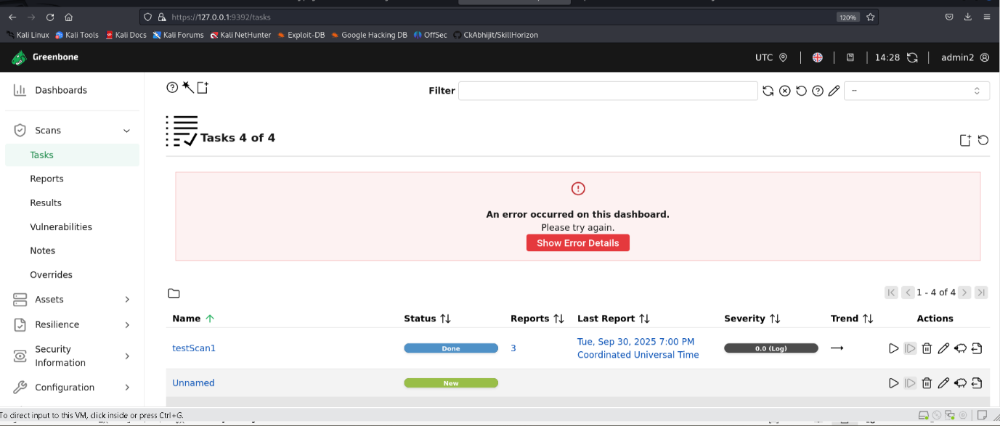 https://127.0.0.1:9392/tasks
120%
Kali Linux Kali Tools Kali Docs Kali Forums Kali NetHunter Exploit-DB Google Hacking DB OffSec CkAbhijit/SkillHorizon
Greenbone
UTC 14:28 admin2
Dashboards
Scans
Tasks
Reports
Results
Vulnerabilities
Notes
Overrides
Assets
Resilience
Security
Information
Configuration
Filter
--
Tasks 4 of 4
An error occurred on this dashboard.
Please try again.
Show Error Details
1 - 4 of 4
Name Status Reports Last Report Severity Trend Actions
testScan1 Done 3 Tue, Sep 30, 2025 7:00 PM 0.0 (Log)
Coordinated Universal Time
Unnamed New
To direct input to this VM, click inside or press Ctrl+G.